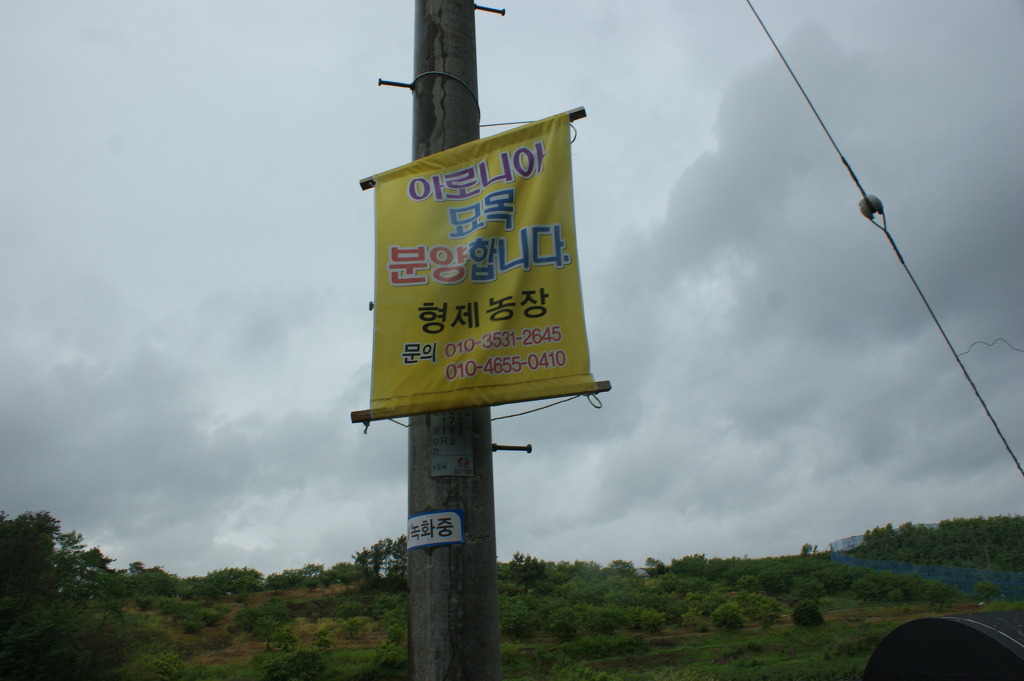 아로니아
묘목
분양합니다.
형제농장
문의 010-3531-2645
010-4655-0410
녹화중